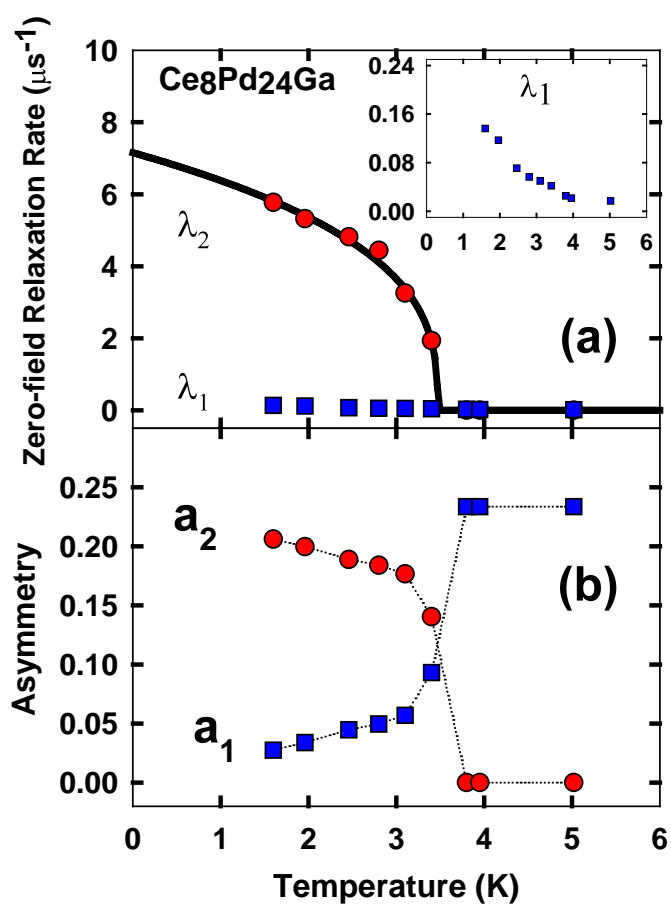 Zero-field Relaxation Rate (μs⁻¹)
10
8
6
4
2
0
Ce₈Pd₂₄Ga
λ₂
λ₁
(a)
0.24
0.16
0.08
0.00
λ₁
0 1 2 3 4 5 6
Asymmetry
0.25
0.20
0.15
0.10
0.05
0.00
a₂
a₁
(b)
0 1 2 3 4 5 6
Temperature (K)